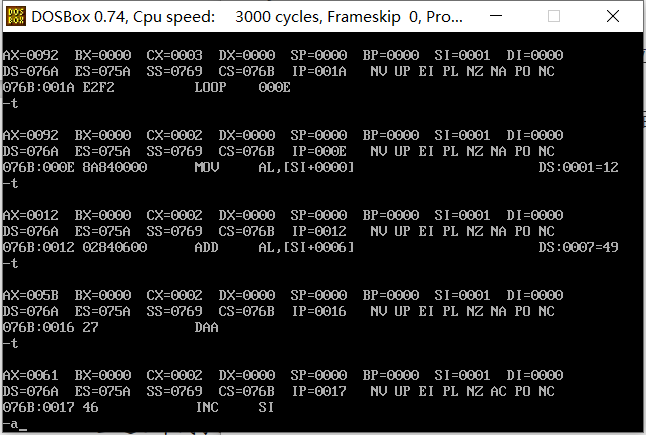 DOSBox 0.74, Cpu speed: 3000 cycles, Frameskip 0, Pro...
AX=0092 BX=0000 CX=0003 DX=0000 SP=0000 BP=0000 SI=0001 DI=0000
DS=076A ES=075A SS=0769 CS=076B IP=001A NV UP EI PL NZ NA PO NC
076B:001A E2F2 LOOP 000E
-t
AX=0092 BX=0000 CX=0002 DX=0000 SP=0000 BP=0000 SI=0001 DI=0000
DS=076A ES=075A SS=0769 CS=076B IP=000E NV UP EI PL NZ NA PO NC
076B:000E 8A840000 MOV AL,[SI+0000] DS:0001=12
-t
AX=0012 BX=0000 CX=0002 DX=0000 SP=0000 BP=0000 SI=0001 DI=0000
DS=076A ES=075A SS=0769 CS=076B IP=0012 NV UP EI PL NZ NA PO NC
076B:0012 02840600 ADD AL,[SI+0006] DS:0007=49
-t
AX=005B BX=0000 CX=0002 DX=0000 SP=0000 BP=0000 SI=0001 DI=0000
DS=076A ES=075A SS=0769 CS=076B IP=0016 NV UP EI PL NZ NA PO NC
076B:0016 27 DAA
-t
AX=0061 BX=0000 CX=0002 DX=0000 SP=0000 BP=0000 SI=0001 DI=0000
DS=076A ES=075A SS=0769 CS=076B IP=0017 NV UP EI PL NZ AC PO NC
076B:0017 46 INC SI
-a_